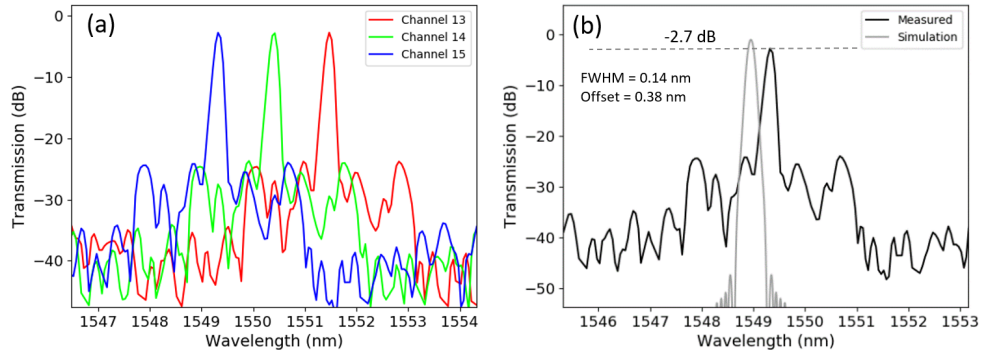 (a)
Channel 13
Channel 14
Channel 15
0
−10
−20
−30
−40
Transmission (dB)
1547 1548 1549 1550 1551 1552 1553 1554
Wavelength (nm)
(b)
Measured
Simulation
-2.7 dB
FWHM = 0.14 nm
Offset = 0.38 nm
0
−10
−20
−30
−40
−50
Transmission (dB)
1546 1547 1548 1549 1550 1551 1552 1553
Wavelength (nm)